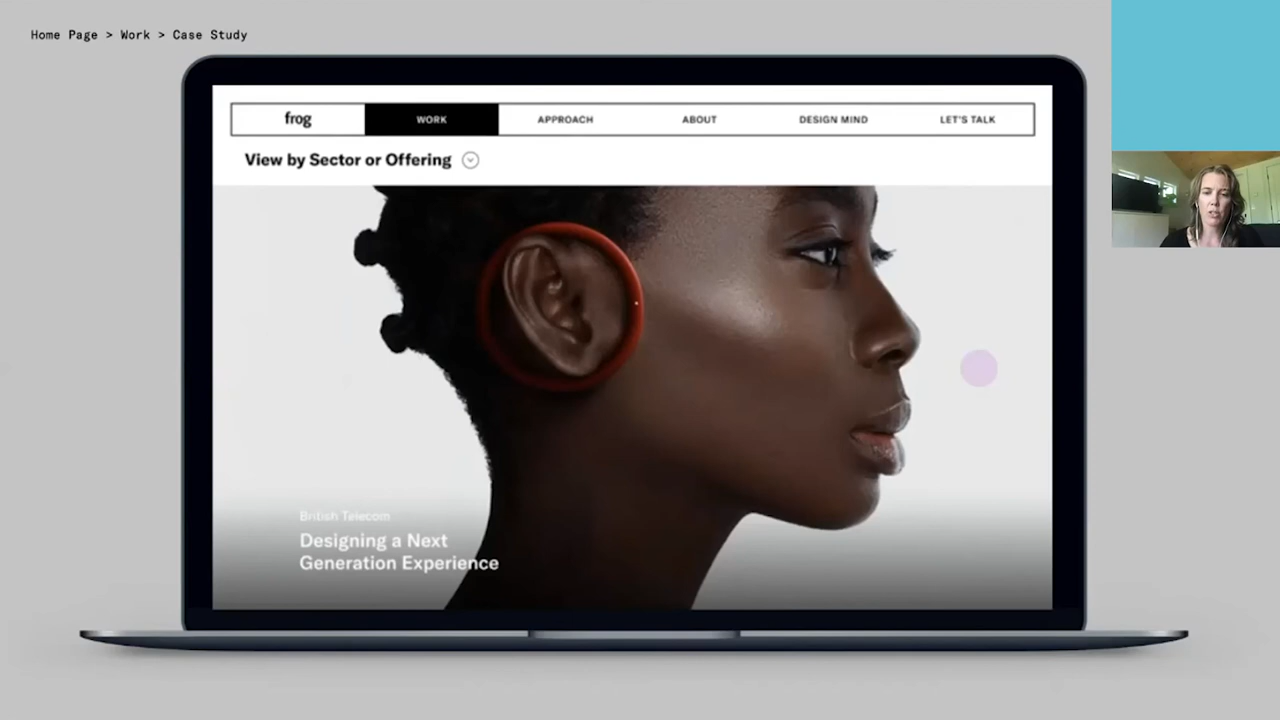 Home Page > Work > Case Study
frog
WORK
APPROACH
ABOUT
DESIGN MIND
LET'S TALK
View by Sector or Offering
British Telecom
Designing a Next
Generation Experience